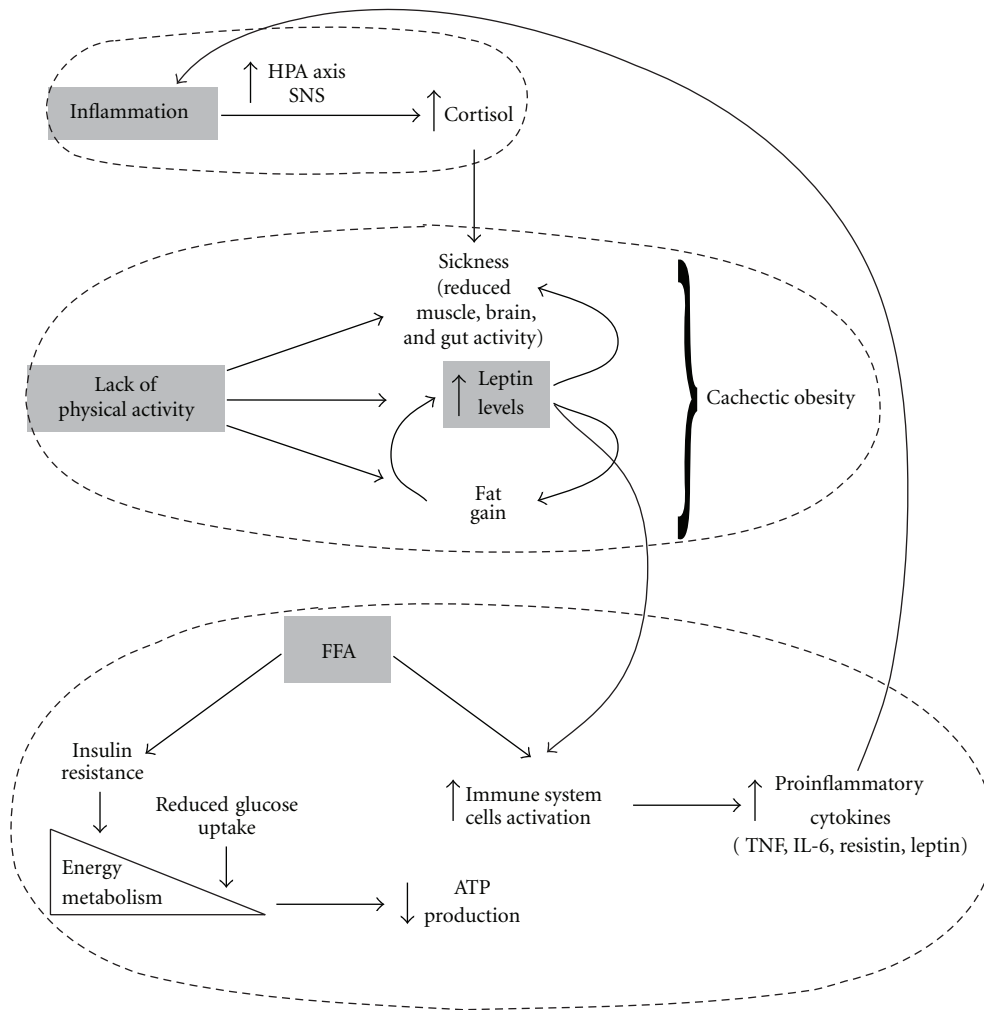 HPA axis
SNS
Inflammation
Cortisol
Sickness
(reduced
muscle, brain,
and gut activity)
Lack of
physical activity
Leptin
levels
Cachectic obesity
Fat
gain
FFA
Insulin
resistance
Reduced glucose
uptake
Energy
metabolism
ATP
production
Immune system
cells activation
Proinflammatory
cytokines
( TNF, IL-6, resistin, leptin)